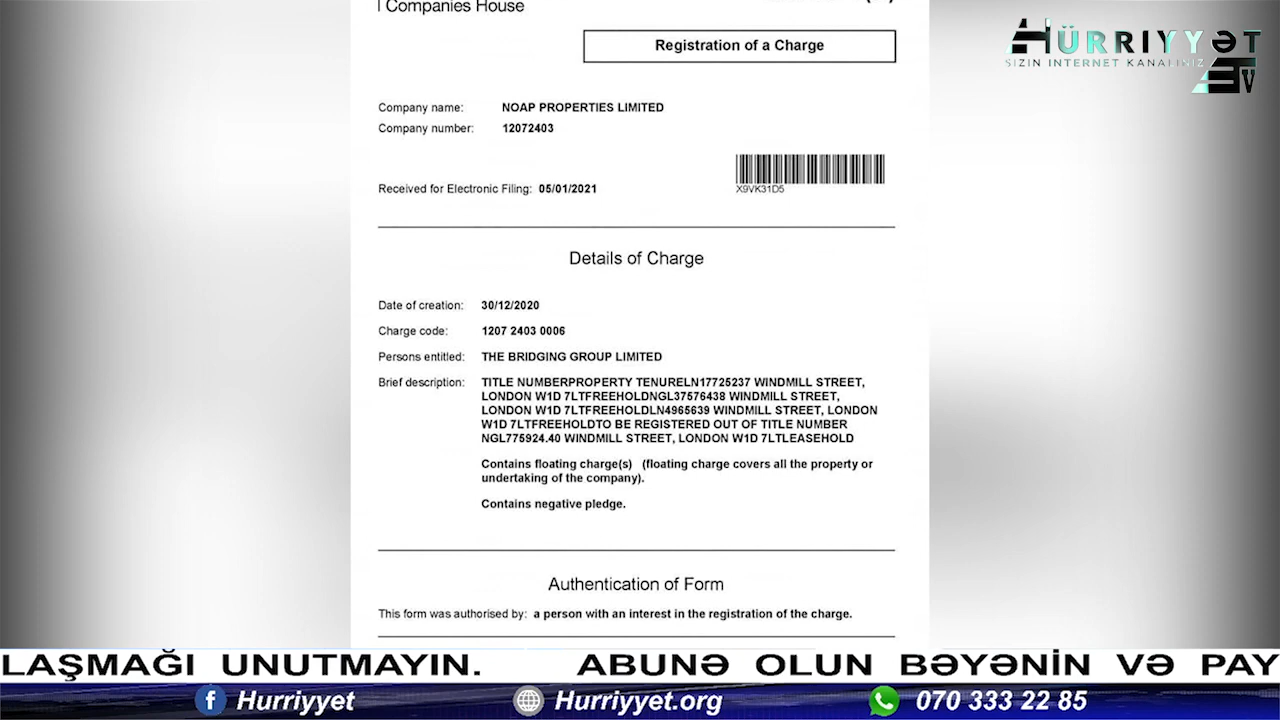 Companies House
Registration of a Charge
HÜRRIYYƏT
SIZIN INTERNET KANALINIZ
TV
Company name: NOAP PROPERTIES LIMITED
Company number: 12072403
Received for Electronic Filing: 05/01/2021
X9VK31D5
Details of Charge
Date of creation: 30/12/2020
Charge code: 1207 2403 0006
Persons entitled: THE BRIDGING GROUP LIMITED
Brief description: TITLE NUMBERPROPERTY TENURELN17725237 WINDMILL STREET,
LONDON W1D 7LTFREEHOLDNGL37576438 WINDMILL STREET,
LONDON W1D 7LTFREEHOLDLN4965639 WINDMILL STREET, LONDON
W1D 7LTFREEHOLDTO BE REGISTERED OUT OF TITLE NUMBER
NGL775924.40 WINDMILL STREET, LONDON W1D 7LTLEASEHOLD
Contains floating charge(s) (floating charge covers all the property or
undertaking of the company).
Contains negative pledge.
Authentication of Form
This form was authorised by: a person with an interest in the registration of the charge.
LAŞMAĞI UNUTMAYIN. ABUNƏ OLUN BƏYƏNİN VƏ PAY
Hurriyyet Hurriyyet.org 070 333 22 85